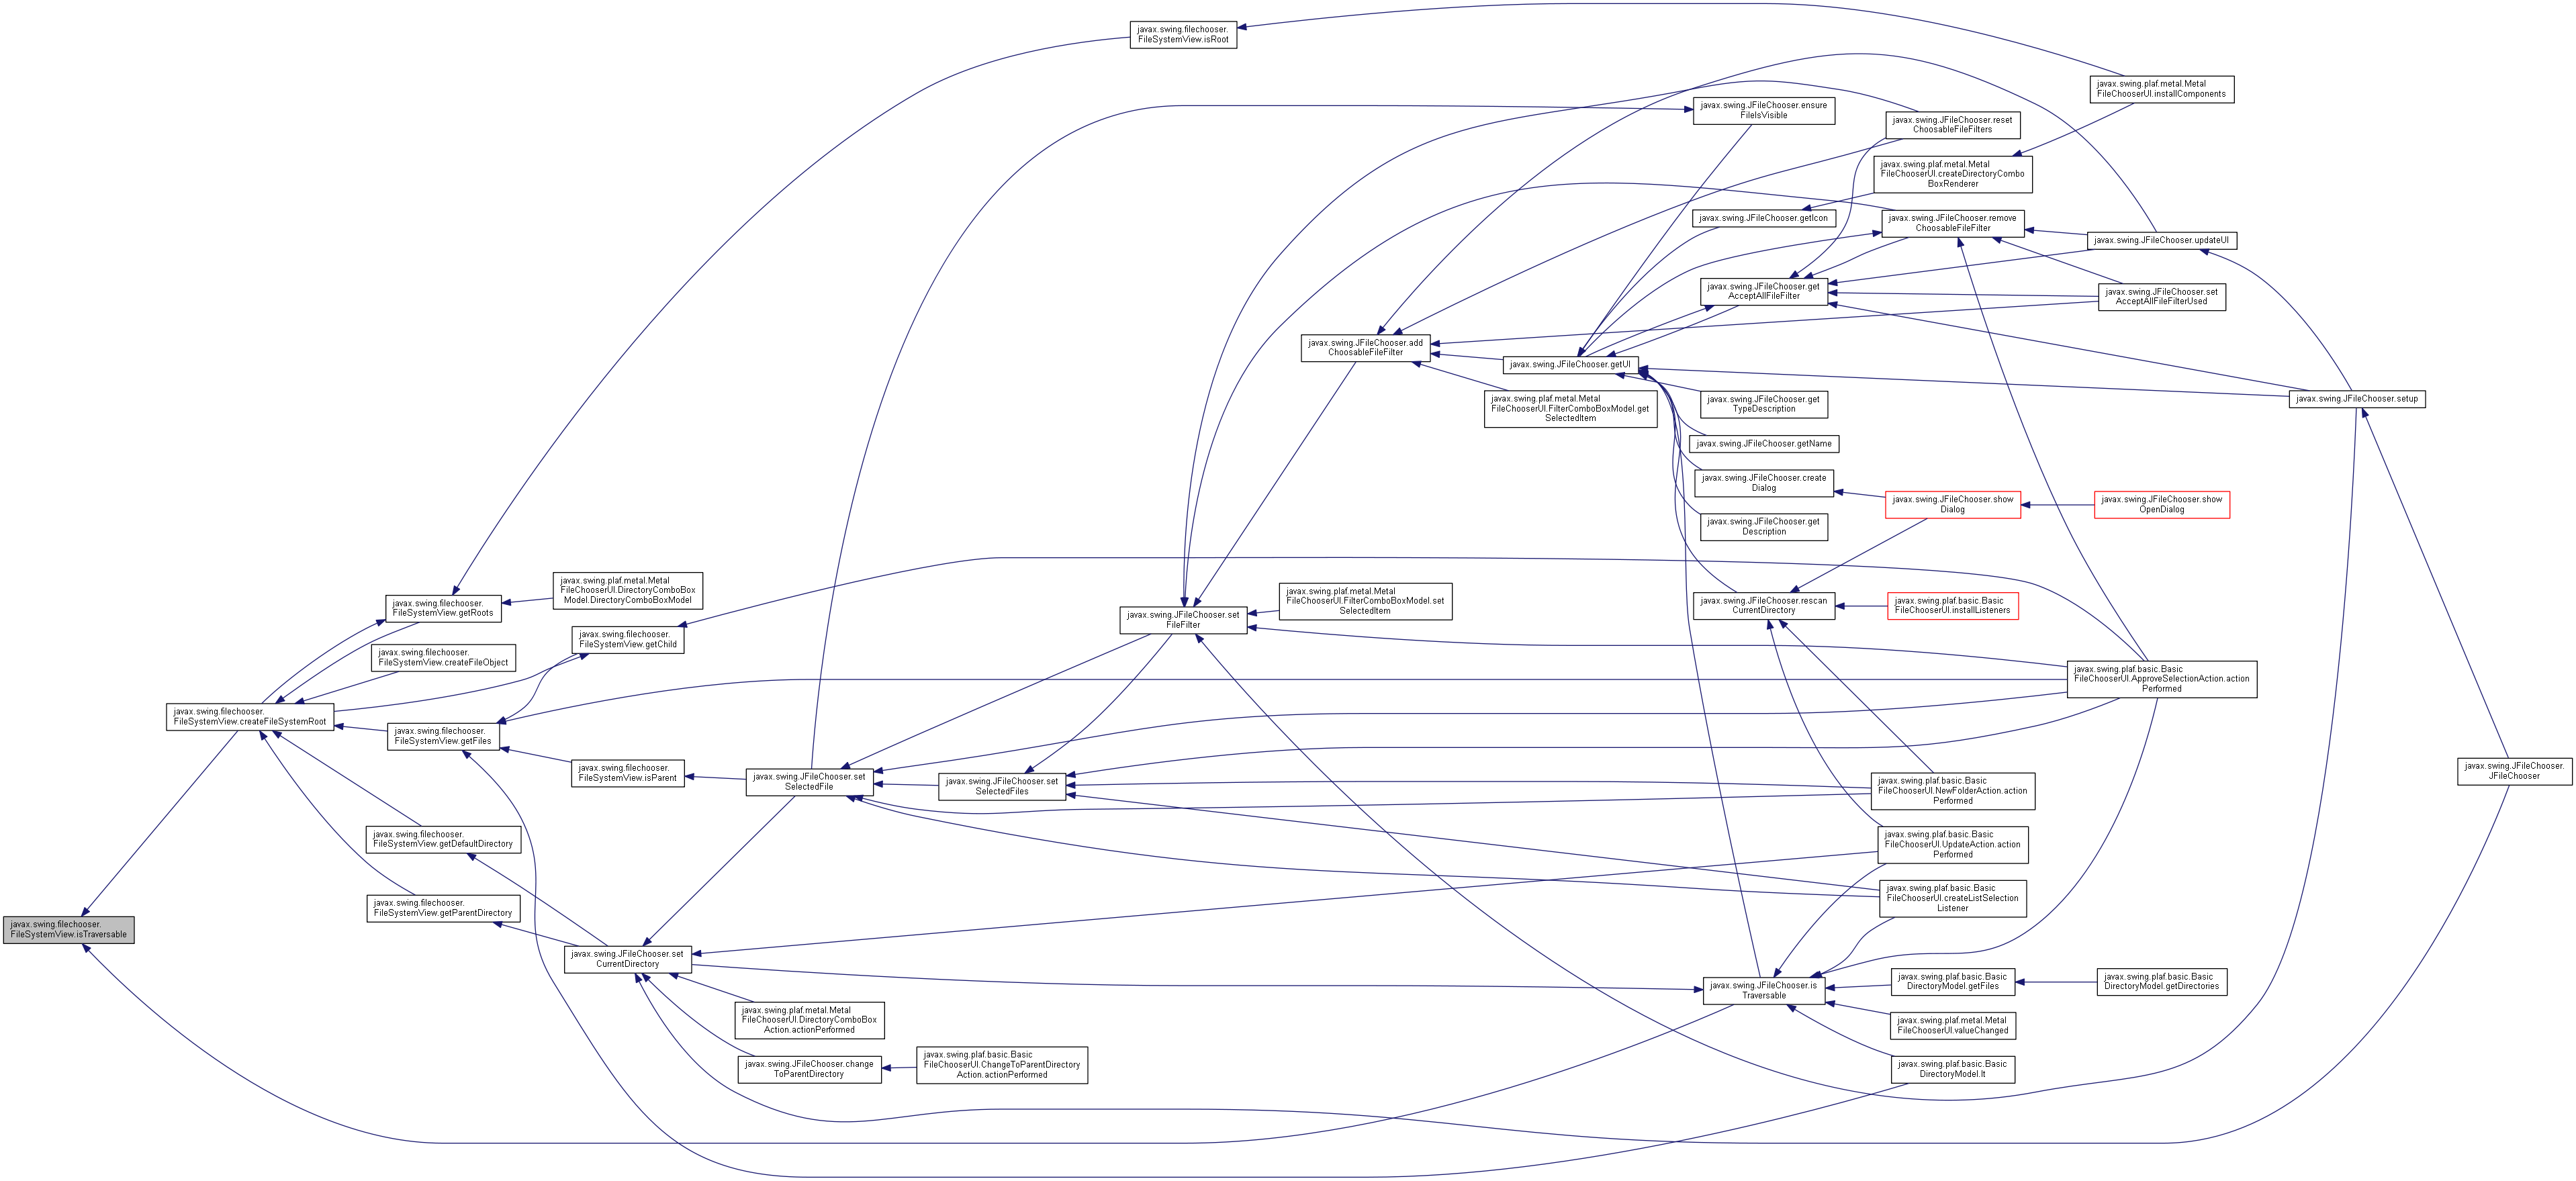 javax.swing.filechooser.
FileSystemView.isRoot
javax.swing.plaf.metal.Metal
FileChooserUI.installComponents
javax.swing.JFileChooser.ensure
FileIsVisible
javax.swing.JFileChooser.reset
ChoosableFileFilters
javax.swing.plaf.metal.Metal
FileChooserUI.createDirectoryCombo
BoxRenderer
javax.swing.JFileChooser.getIcon
javax.swing.JFileChooser.remove
ChoosableFileFilter
javax.swing.JFileChooser.updateUI
javax.swing.JFileChooser.get
AcceptAllFileFilter
javax.swing.JFileChooser.set
AcceptAllFileFilterUsed
javax.swing.JFileChooser.add
ChoosableFileFilter
javax.swing.JFileChooser.getUI
javax.swing.plaf.metal.Metal
FileChooserUI.FilterComboBoxModel.get
SelectedItem
javax.swing.JFileChooser.get
TypeDescription
javax.swing.JFileChooser.setup
javax.swing.JFileChooser.getName
javax.swing.JFileChooser.create
Dialog
javax.swing.JFileChooser.show
Dialog
javax.swing.JFileChooser.show
OpenDialog
javax.swing.JFileChooser.get
Description
javax.swing.plaf.metal.Metal
FileChooserUI.DirectoryComboBox
Model.DirectoryComboBoxModel
javax.swing.filechooser.
FileSystemView.getRoots
javax.swing.plaf.metal.Metal
FileChooserUI.FilterComboBoxModel.set
SelectedItem
javax.swing.JFileChooser.rescan
CurrentDirectory
javax.swing.plaf.basic.Basic
FileChooserUI.installListeners
javax.swing.JFileChooser.set
FileFilter
javax.swing.filechooser.
FileSystemView.getChild
javax.swing.filechooser.
FileSystemView.createFileObject
javax.swing.plaf.basic.Basic
FileChooserUI.ApproveSelectionAction.action
Performed
javax.swing.filechooser.
FileSystemView.createFileSystemRoot
javax.swing.filechooser.
FileSystemView.getFiles
javax.swing.filechooser.
FileSystemView.isParent
javax.swing.JFileChooser.set
SelectedFile
javax.swing.JFileChooser.set
SelectedFiles
javax.swing.plaf.basic.Basic
FileChooserUI.NewFolderAction.action
Performed
javax.swing.JFileChooser.
JFileChooser
javax.swing.filechooser.
FileSystemView.getDefaultDirectory
javax.swing.plaf.basic.Basic
FileChooserUI.UpdateAction.action
Performed
javax.swing.filechooser.
FileSystemView.getParentDirectory
javax.swing.plaf.basic.Basic
FileChooserUI.createListSelection
Listener
javax.swing.filechooser.
FileSystemView.isTraversable
javax.swing.JFileChooser.set
CurrentDirectory
javax.swing.JFileChooser.is
Traversable
javax.swing.plaf.basic.Basic
DirectoryModel.getFiles
javax.swing.plaf.basic.Basic
DirectoryModel.getDirectories
javax.swing.plaf.metal.Metal
FileChooserUI.DirectoryComboBox
Action.actionPerformed
javax.swing.plaf.metal.Metal
FileChooserUI.valueChanged
javax.swing.JFileChooser.change
ToParentDirectory
javax.swing.plaf.basic.Basic
FileChooserUI.ChangeToParentDirectory
Action.actionPerformed
javax.swing.plaf.basic.Basic
DirectoryModel.lt